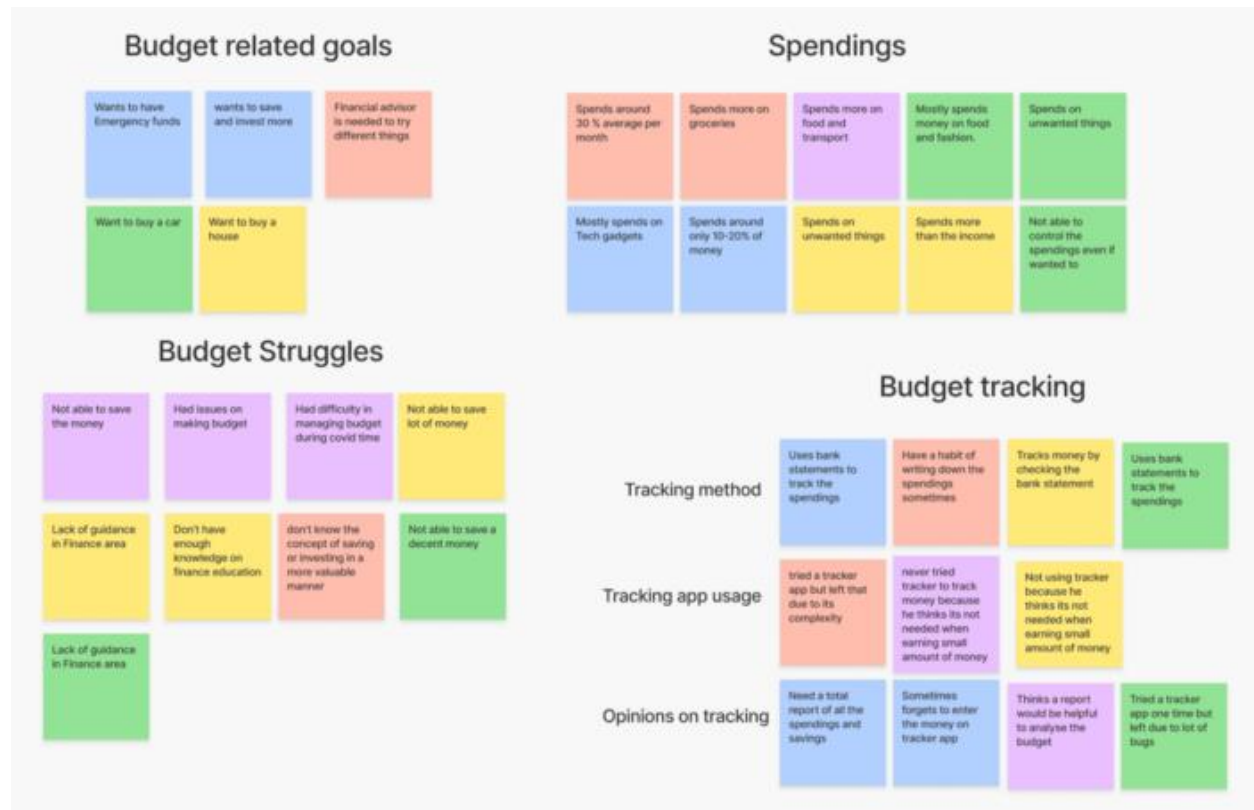 Budget related goals
Wants to have
Emergency funds
wants to save
and invest more
Financial advisor
is needed to try
different things
Want to buy a car
Want to buy a
house
Spendings
Spends around
30 % average per
month
Spends more on
groceries
Spends more on
food and
transport
Mostly spends
money on food
and fashion.
Spends on
unwanted things
Mostly spends on
Tech gadgets
Spends around
only 10-20% of
money
Spends on
unwanted things
Spends more
than the income
Not able to
control the
spendings even if
wanted to
Budget Struggles
Not able to save
the money
Had issues on
making budget
Had difficulty in
managing budget
during covid time
Not able to save
lot of money
Lack of guidance
in Finance area
Don't have
enough
knowledge on
finance education
don't know the
concept of saving
or investing in a
more valuable
manner
Not able to save a
decent money
Lack of guidance
in Finance area
Budget tracking
Tracking method
Uses bank
statements to
track the
spendings
Have a habit of
writing down the
spendings
sometimes
Tracks money by
checking the
bank statement
Uses bank
statements to
track the
spendings
Tracking app usage
tried a tracker
app but left that
due to its
complexity
never tried
tracker to track
money because
he thinks its not
needed when
earning small
amount of money
Not using tracker
because he
thinks its not
needed when
earning small
amount of money
Opinions on tracking
Need a total
report of all the
spendings and
savings
Sometimes
forgets to enter
the money on
tracker app
Thinks a report
would be helpful
to analyse the
budget
Tried a tracker
app one time but
left due to lot of
bugs